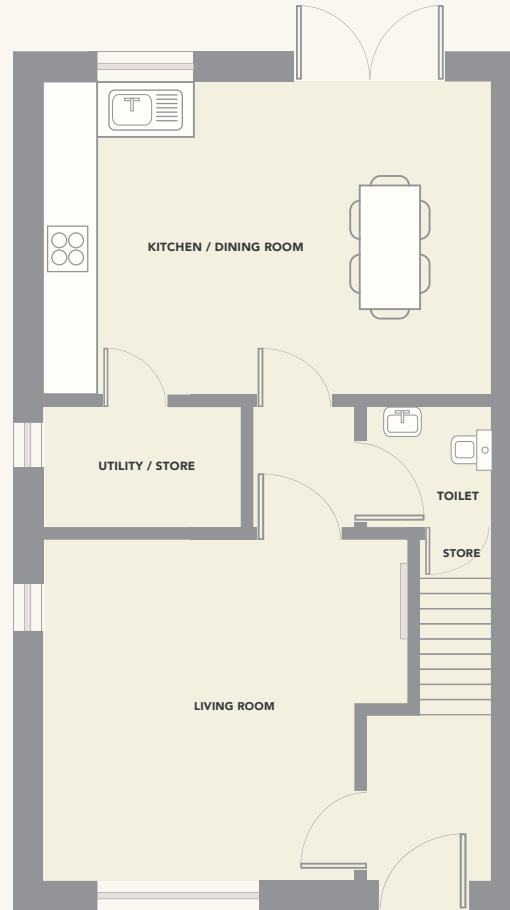 KITCHEN / DINING ROOM
UTILITY / STORE
TOILET
STORE
LIVING ROOM